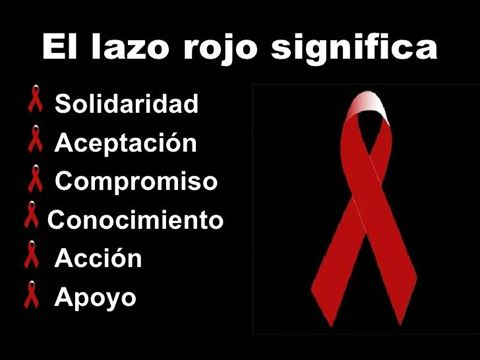 El lazo rojo significa
Solidaridad
Aceptación
Compromiso
Conocimiento
Acción
Apoyo